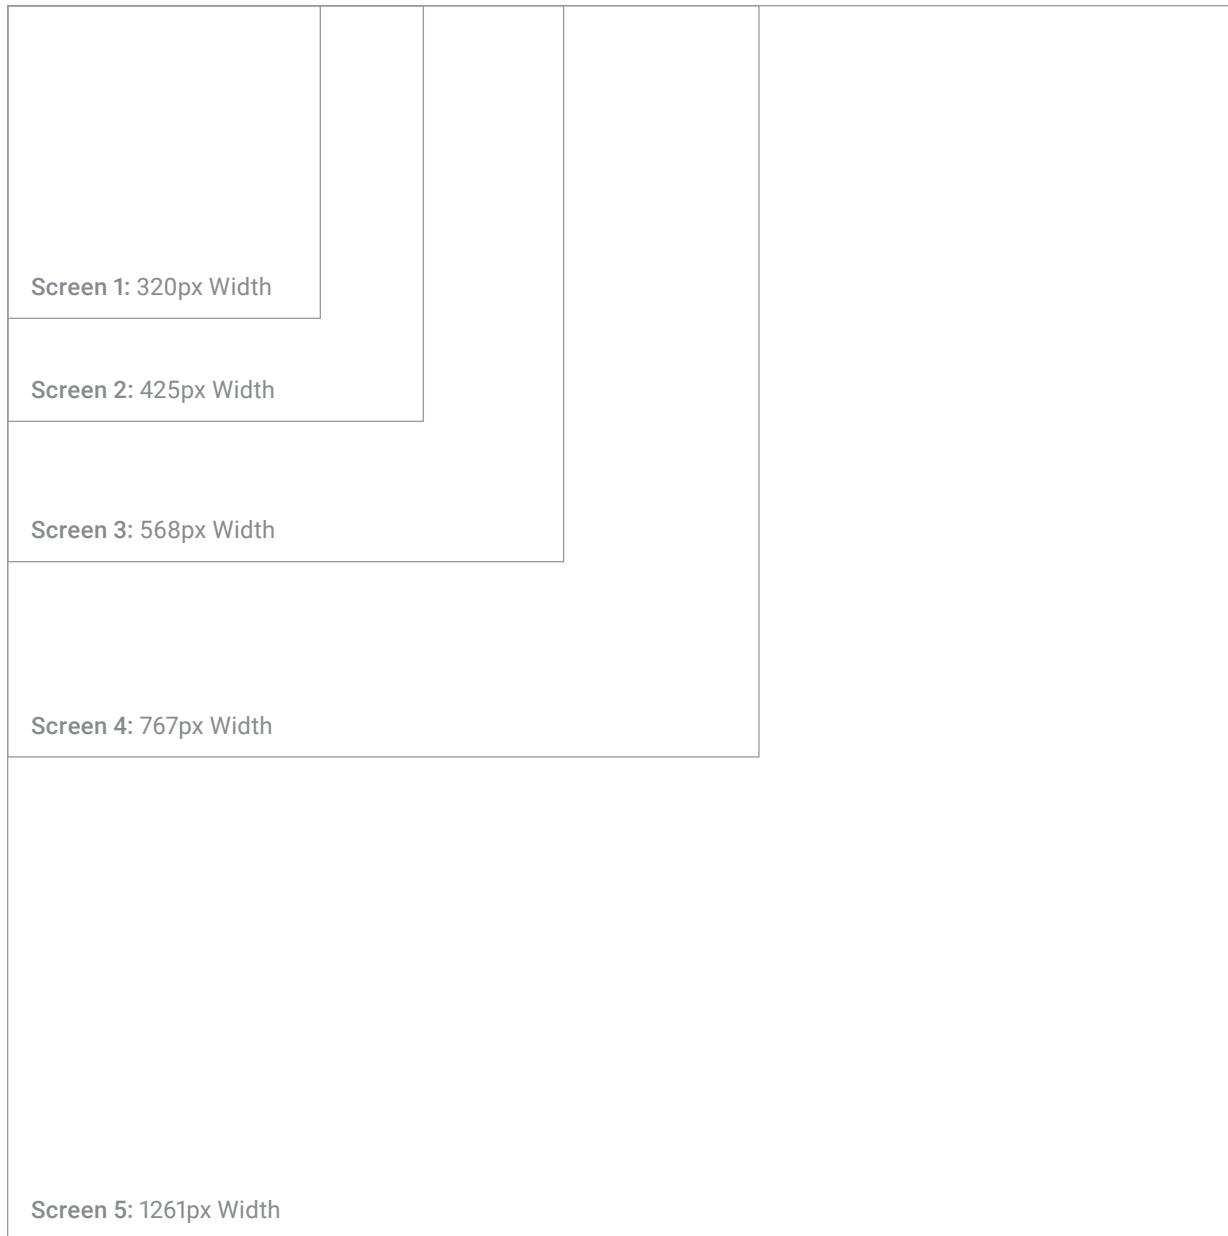 Screen 1: 320px Width
Screen 2: 425px Width
Screen 3: 568px Width
Screen 4: 767px Width
Screen 5: 1261px Width